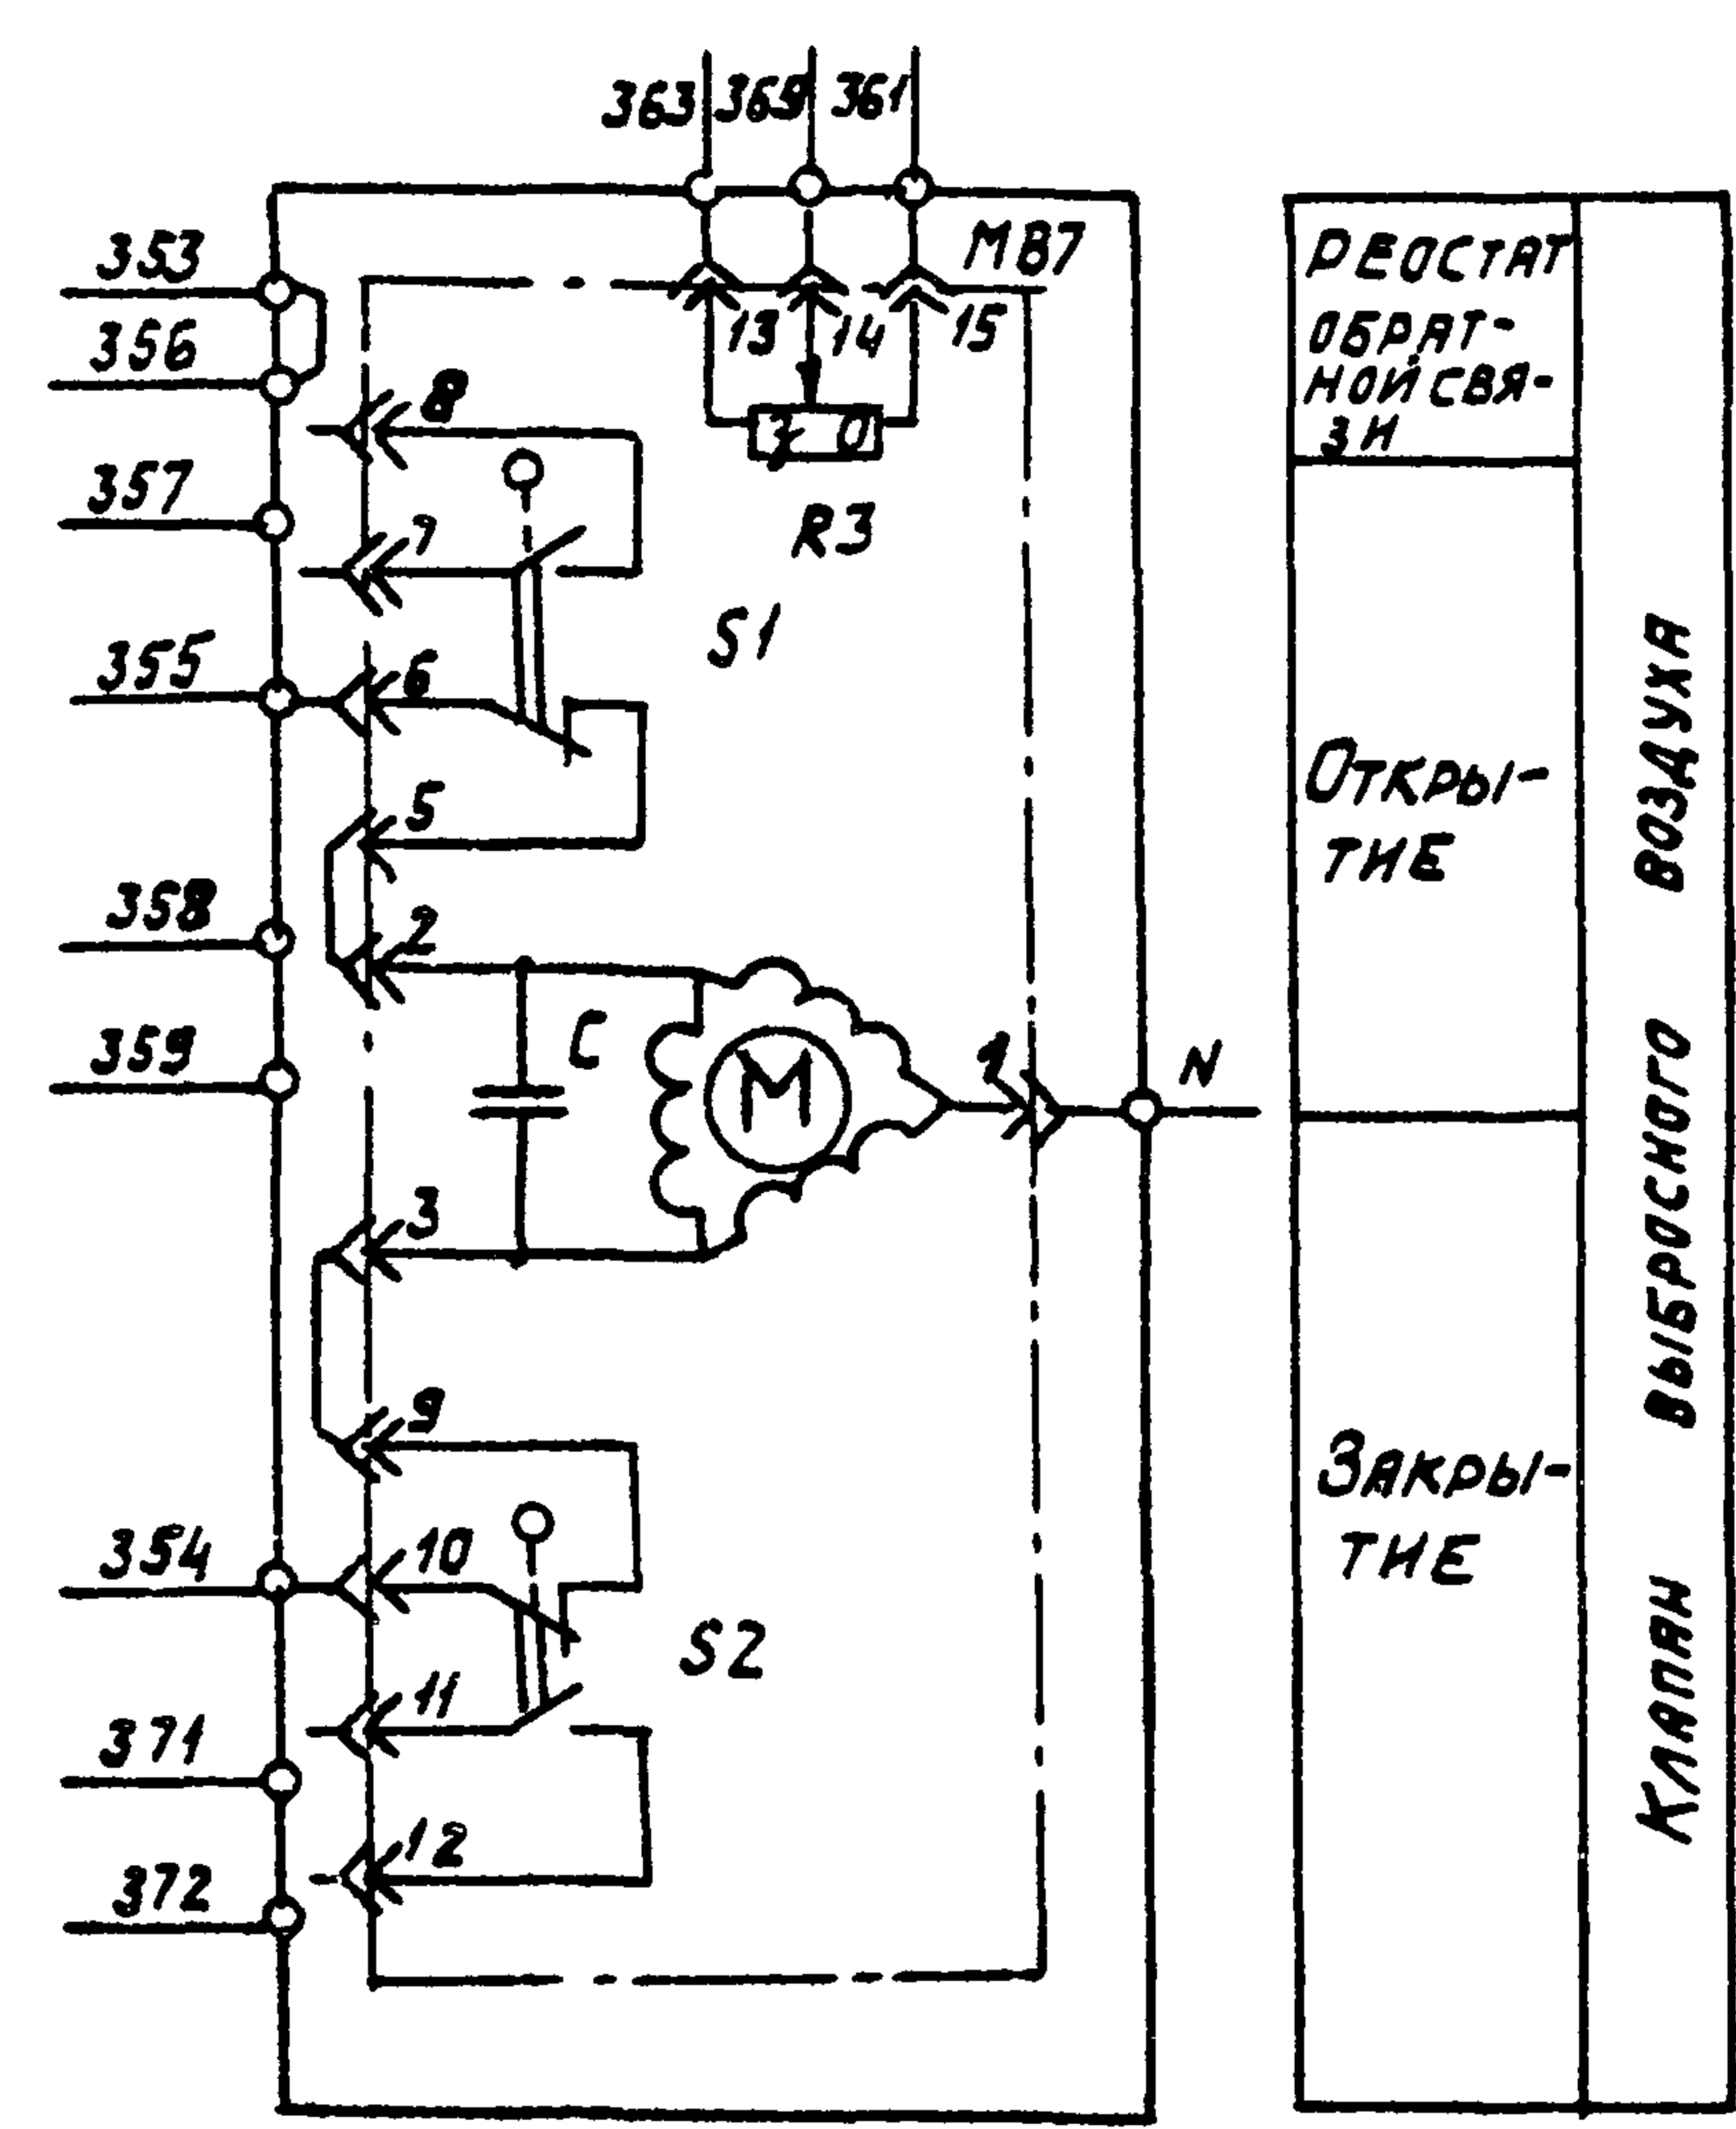 363 369 361
М87
353
356
13 14 15
8
З О
357
7
R3
S1
355
6
5
358
2
359
C
M
1
N
3
9
354
10
S2
371
11
372
12
РЕОСТАТ
ОБРАТ-
НОЙ СВЯ-
ЗИ
ОТКРЫ-
ТИЕ
ЗАКРЫ-
ТИЕ
КЛАПАН ВЫБРАСНОГО ВОЗДУХА